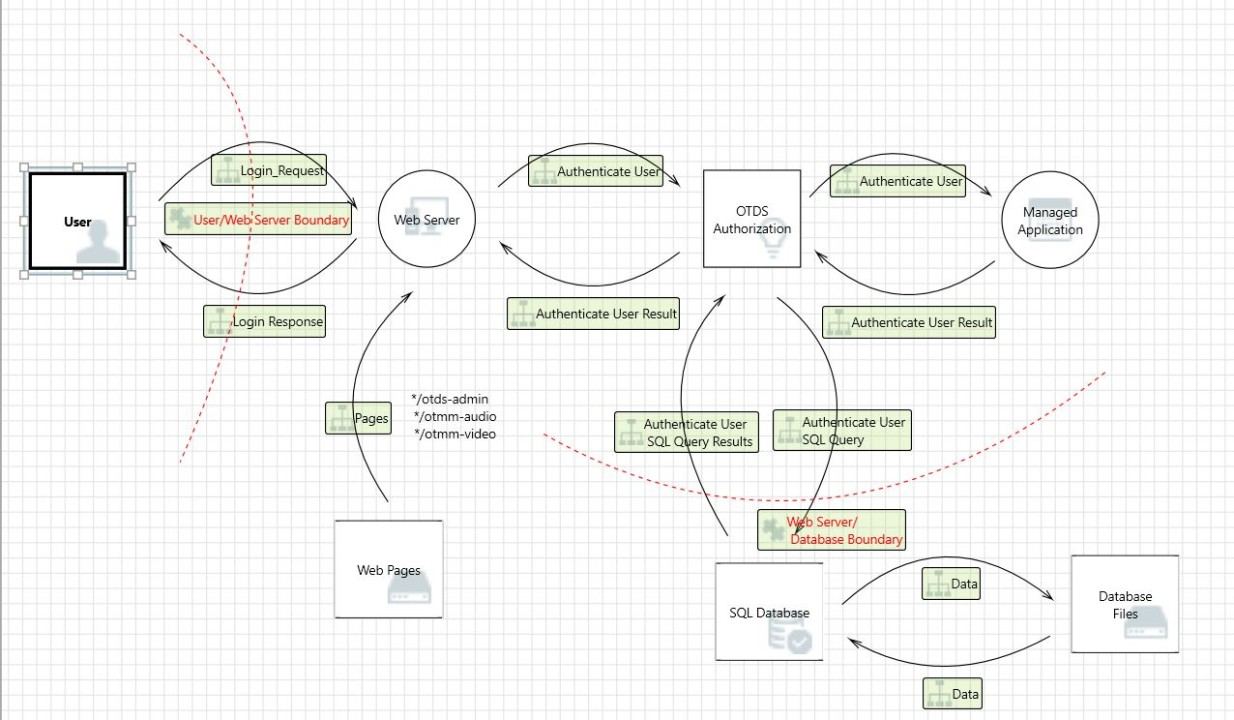 Login_Request
Authenticate User
Authenticate User
User
User/Web Server Boundary
Web Server
OTDS
Authorization
Managed
Application
Login Response
Authenticate User Result
Authenticate User Result
Pages
*/otds-admin
*/otmm-audio
*/otmm-video
Authenticate User
SQL Query Results
Authenticate User
SQL Query
Web Server/
Database Boundary
Web Pages
Data
SQL Database
Database
Files
Data